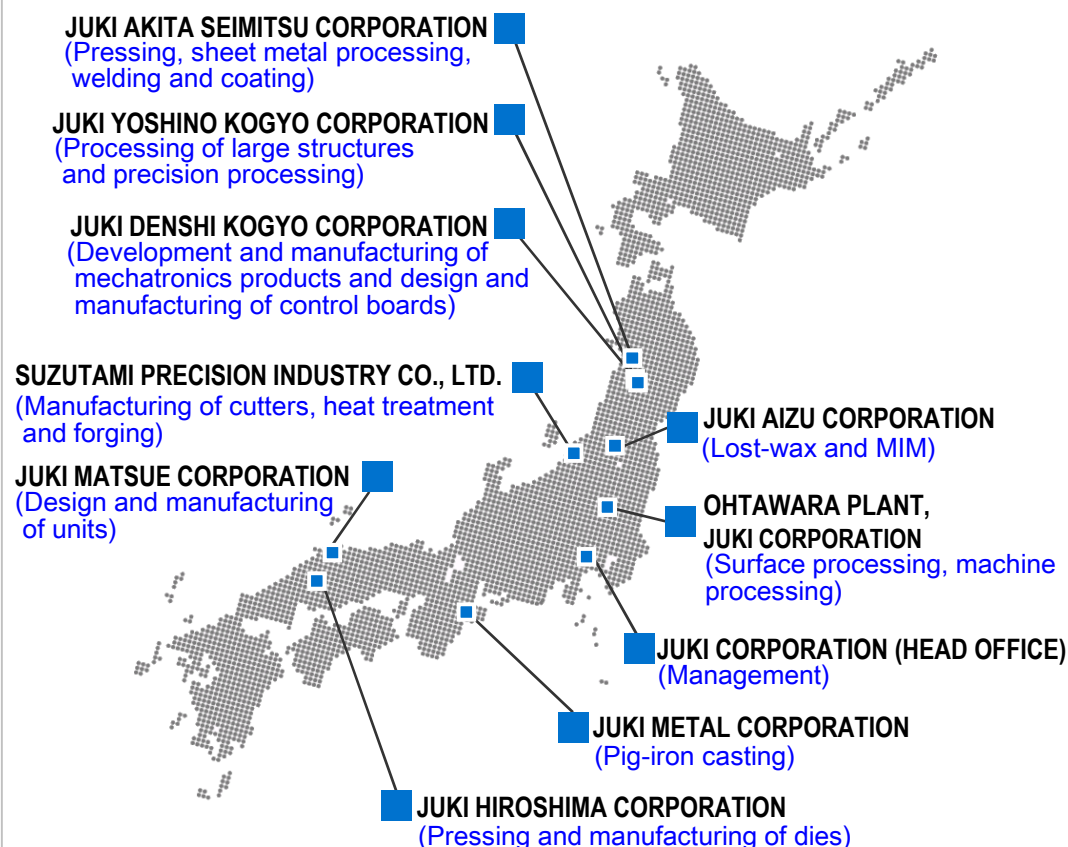 JUKI AKITA SEIMITSU CORPORATION
(Pressing, sheet metal processing,
welding and coating)
JUKI YOSHINO KOGYO CORPORATION
(Processing of large structures
and precision processing)
JUKI DENSHI KOGYO CORPORATION
(Development and manufacturing of
mechatronics products and design and
manufacturing of control boards)
SUZUTAMI PRECISION INDUSTRY CO., LTD.
(Manufacturing of cutters, heat treatment
and forging)
JUKI MATSUE CORPORATION
(Design and manufacturing
of units)
JUKI AIZU CORPORATION
(Lost-wax and MIM)
OHTAWARA PLANT,
JUKI CORPORATION
(Surface processing, machine
processing)
JUKI CORPORATION (HEAD OFFICE)
(Management)
JUKI METAL CORPORATION
(Pig-iron casting)
JUKI HIROSHIMA CORPORATION
(Pressing and manufacturing of dies)